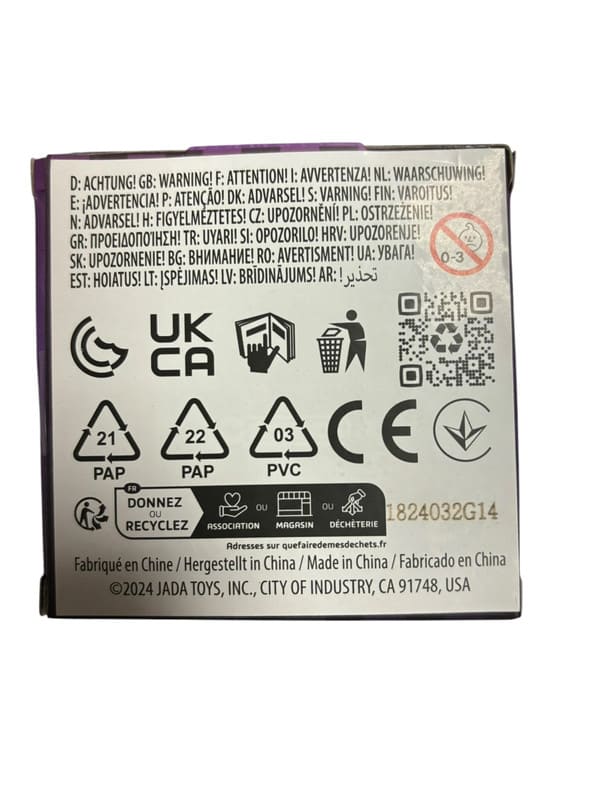 D: ACHTUNG! GB: WARNING! F: ATTENTION! I: AVVERTENZA! NL: WAARSCHUWING!
E: ¡ADVERTENCIA! P: ATENÇÃO! DK: ADVARSEL! S: VARNING! FIN: VAROITUS!
N: ADVARSEL! H: FIGYELMEZTETES! CZ: UPOZORNĚNÍ! PL: OSTRZEŻENIE!
GR: ΠΡΟΕΙΔΟΠΟΊΗΣΗ! TR: UYARI! SI: OPOZORILO! HRV: UPOZORENJE!
SK: UPOZORNENIE! BG: ВНИМАНИЕ! RO: AVERTISMENT! UA: УВАГА!
EST: HOIATUS! LT: ĮSPĖJIMAS! LV: BRĪDINĀJUMS! AR: تحذير!
0-3
UK
CA
CE
21
PAP
22
PAP
03
PVC
FR
DONNEZ
OU
RECYCLEZ
ASSOCIATION OU MAGASIN OU DÉCHÈTERIE
1824032G14
Adresses sur quefairedemesdechets.fr
Fabriqué en Chine / Hergestellt in China / Made in China / Fabricado en China
©2024 JADA TOYS, INC., CITY OF INDUSTRY, CA 91748, USA